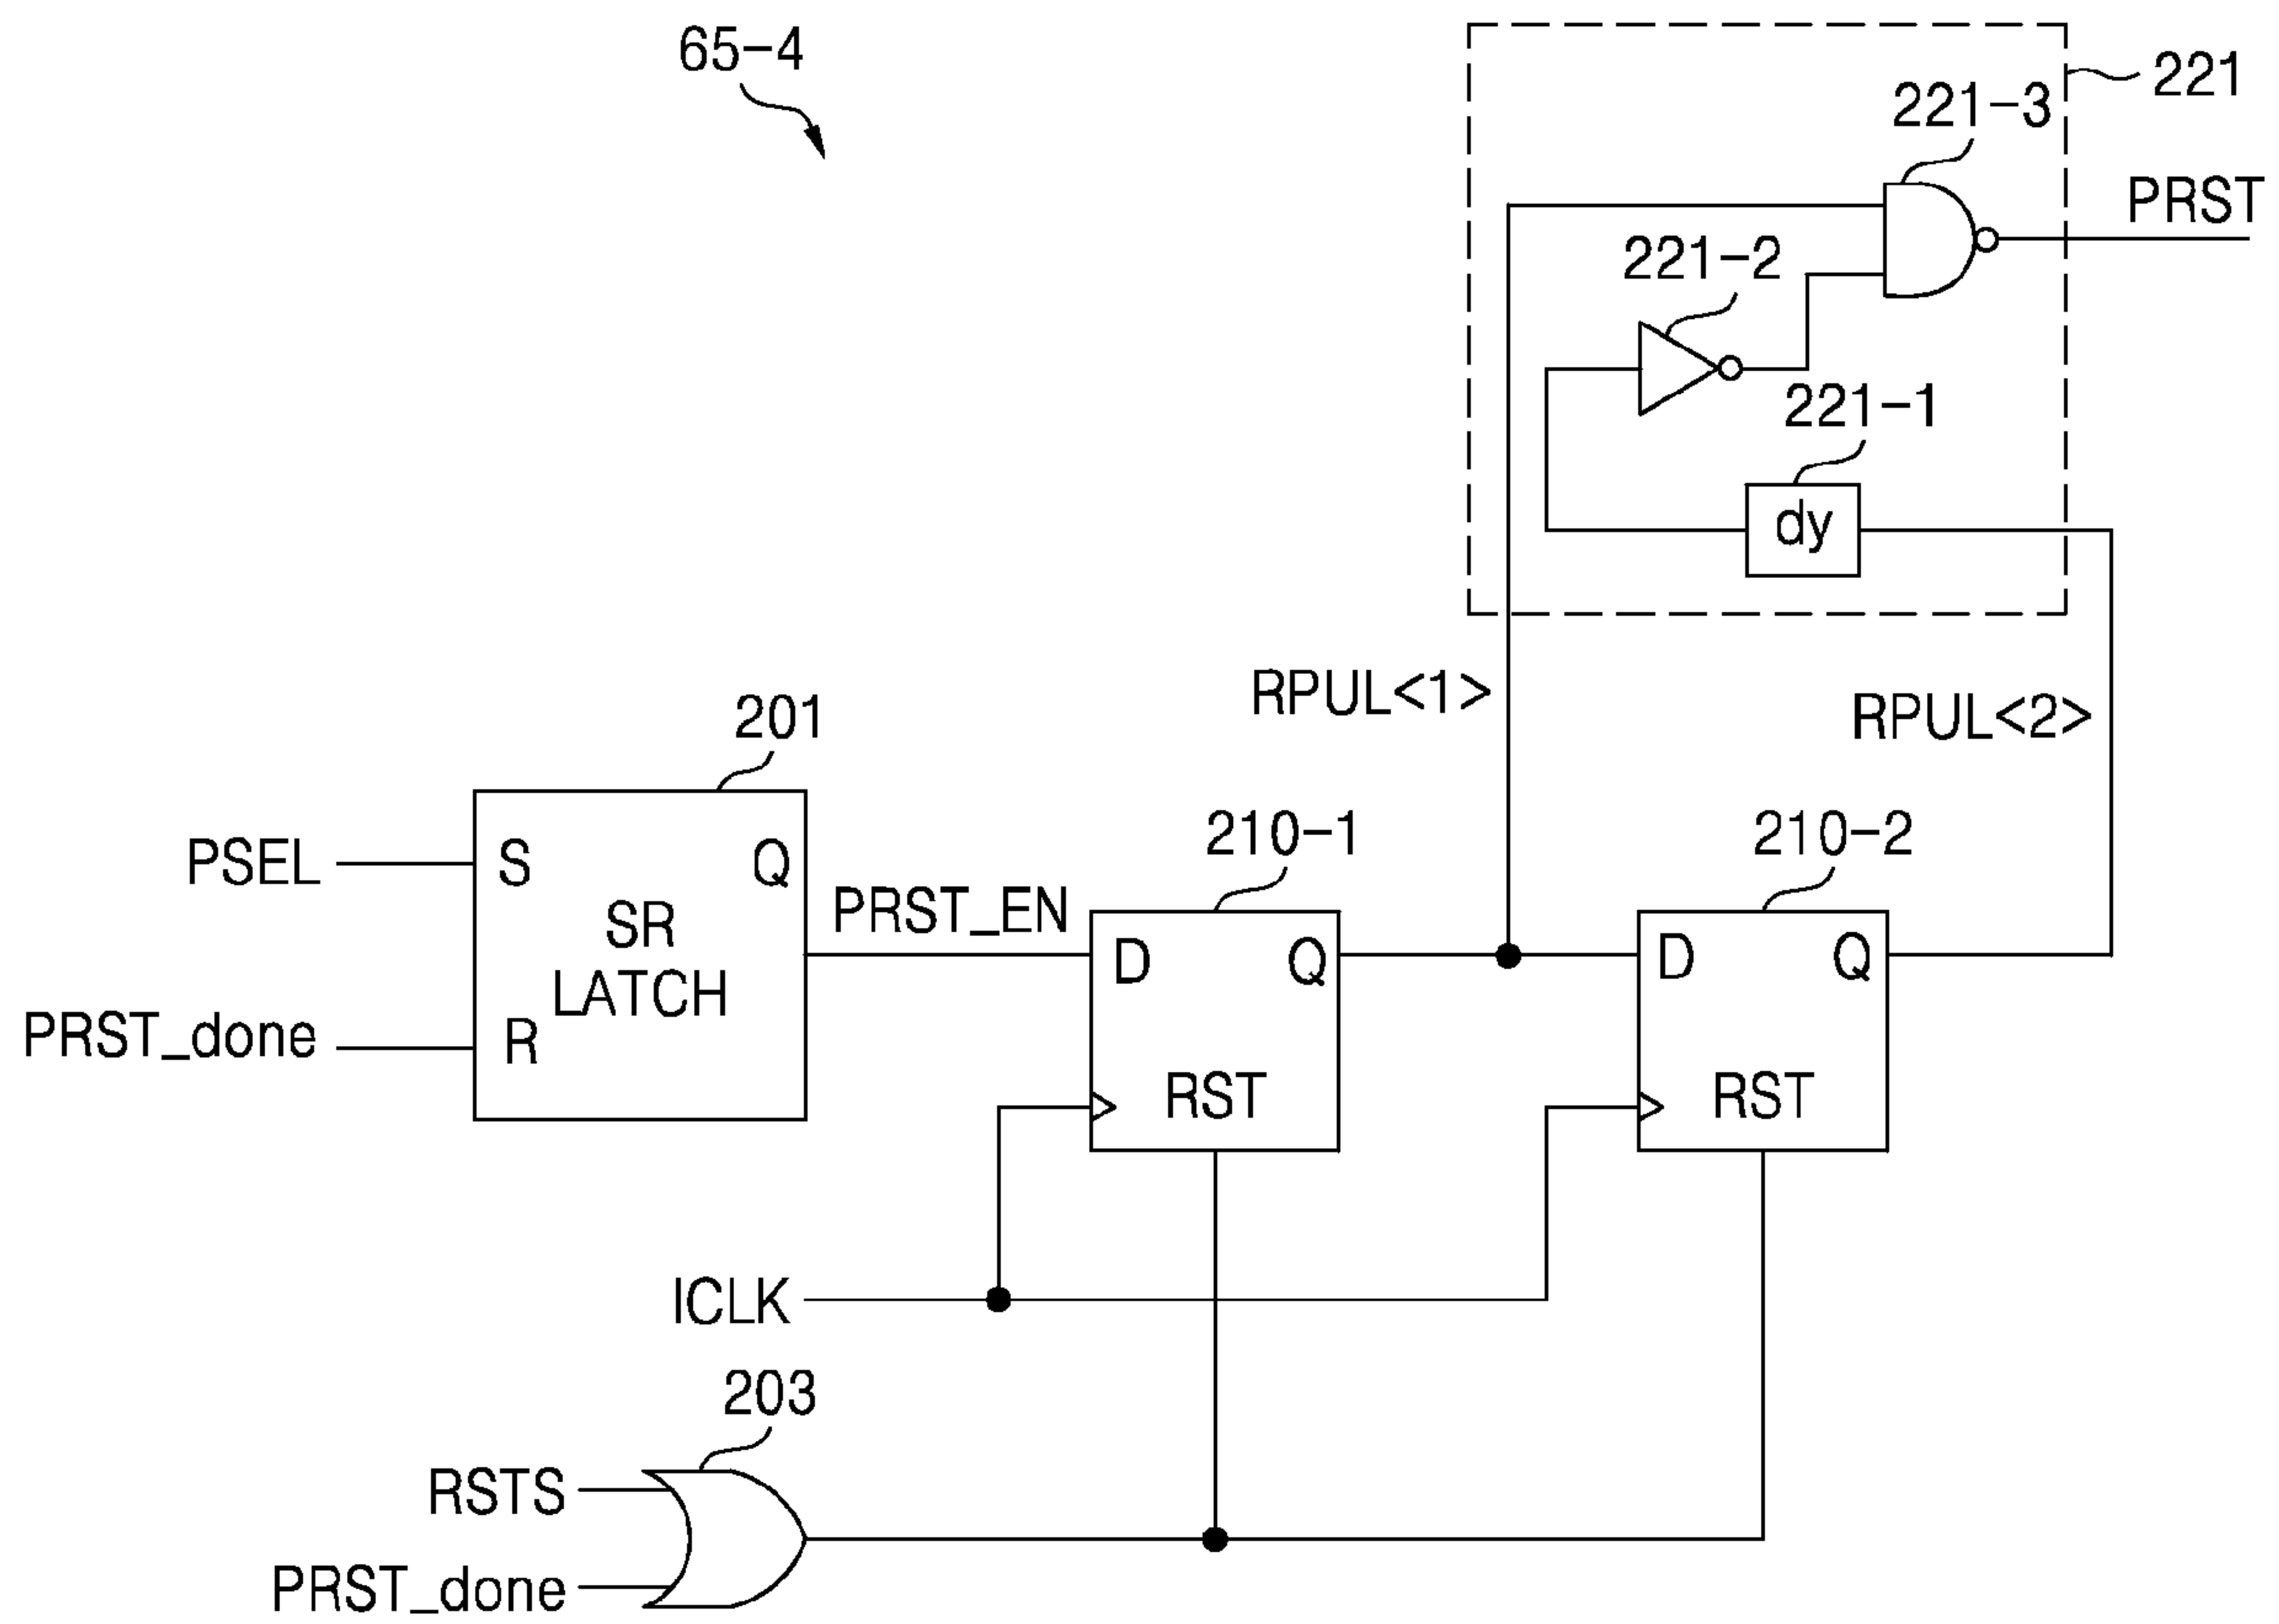 65-4
221
221-3
PRST
221-2
221-1
dy
RPUL<1>
RPUL<2>
201
210-1
210-2
PSEL
S
Q
SR
LATCH
PRST_EN
D
Q
D
Q
PRST_done
R
RST
RST
ICLK
203
RSTS
PRST_done